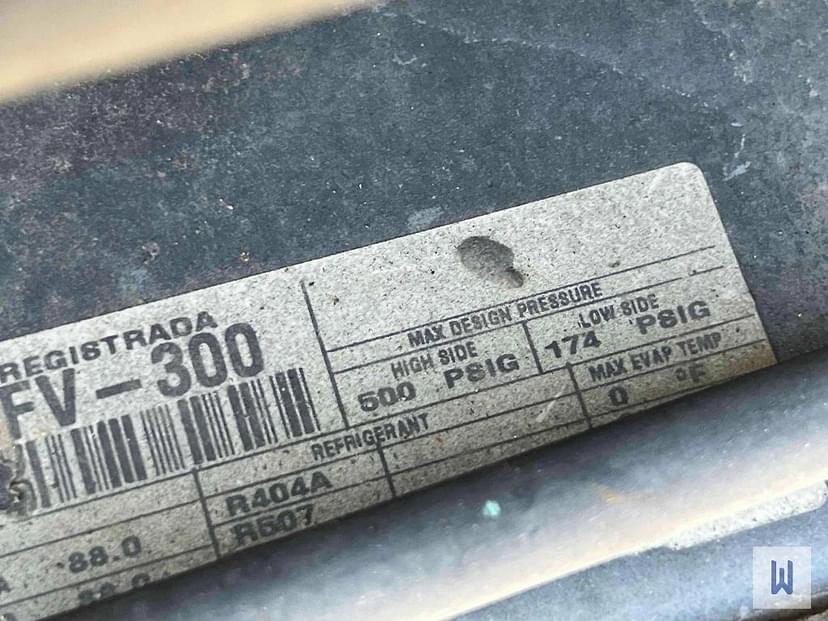 REGISTRADA
FV-300
MAX DESIGN PRESSURE
HIGH SIDE
LOW SIDE
500 PSIG
174 PSIG
REFRIGERANT
MAX EVAP TEMP
R404A
0 °F
R507
88.0
W